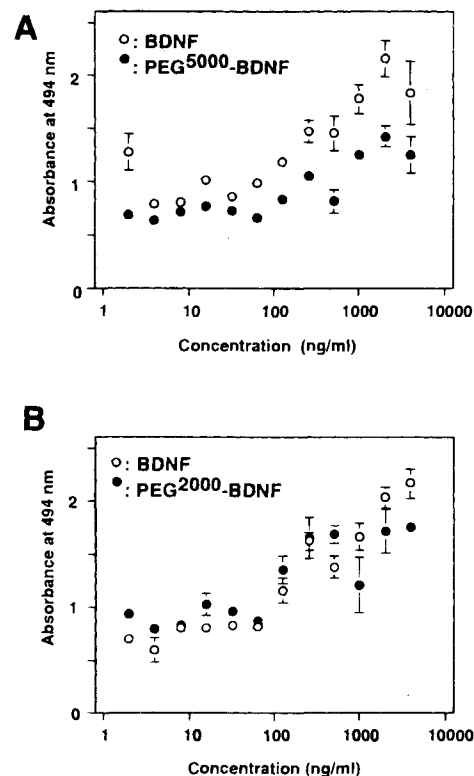 A
○: BDNF
●: PEG5000-BDNF
Absorbance at 494 nm
2
1
0
1 10 100 1000 10000
Concentration (ng/ml)
B
○: BDNF
●: PEG2000-BDNF
Absorbance at 494 nm
2
1
0
1 10 100 1000 10000
Concentration (ng/ml)